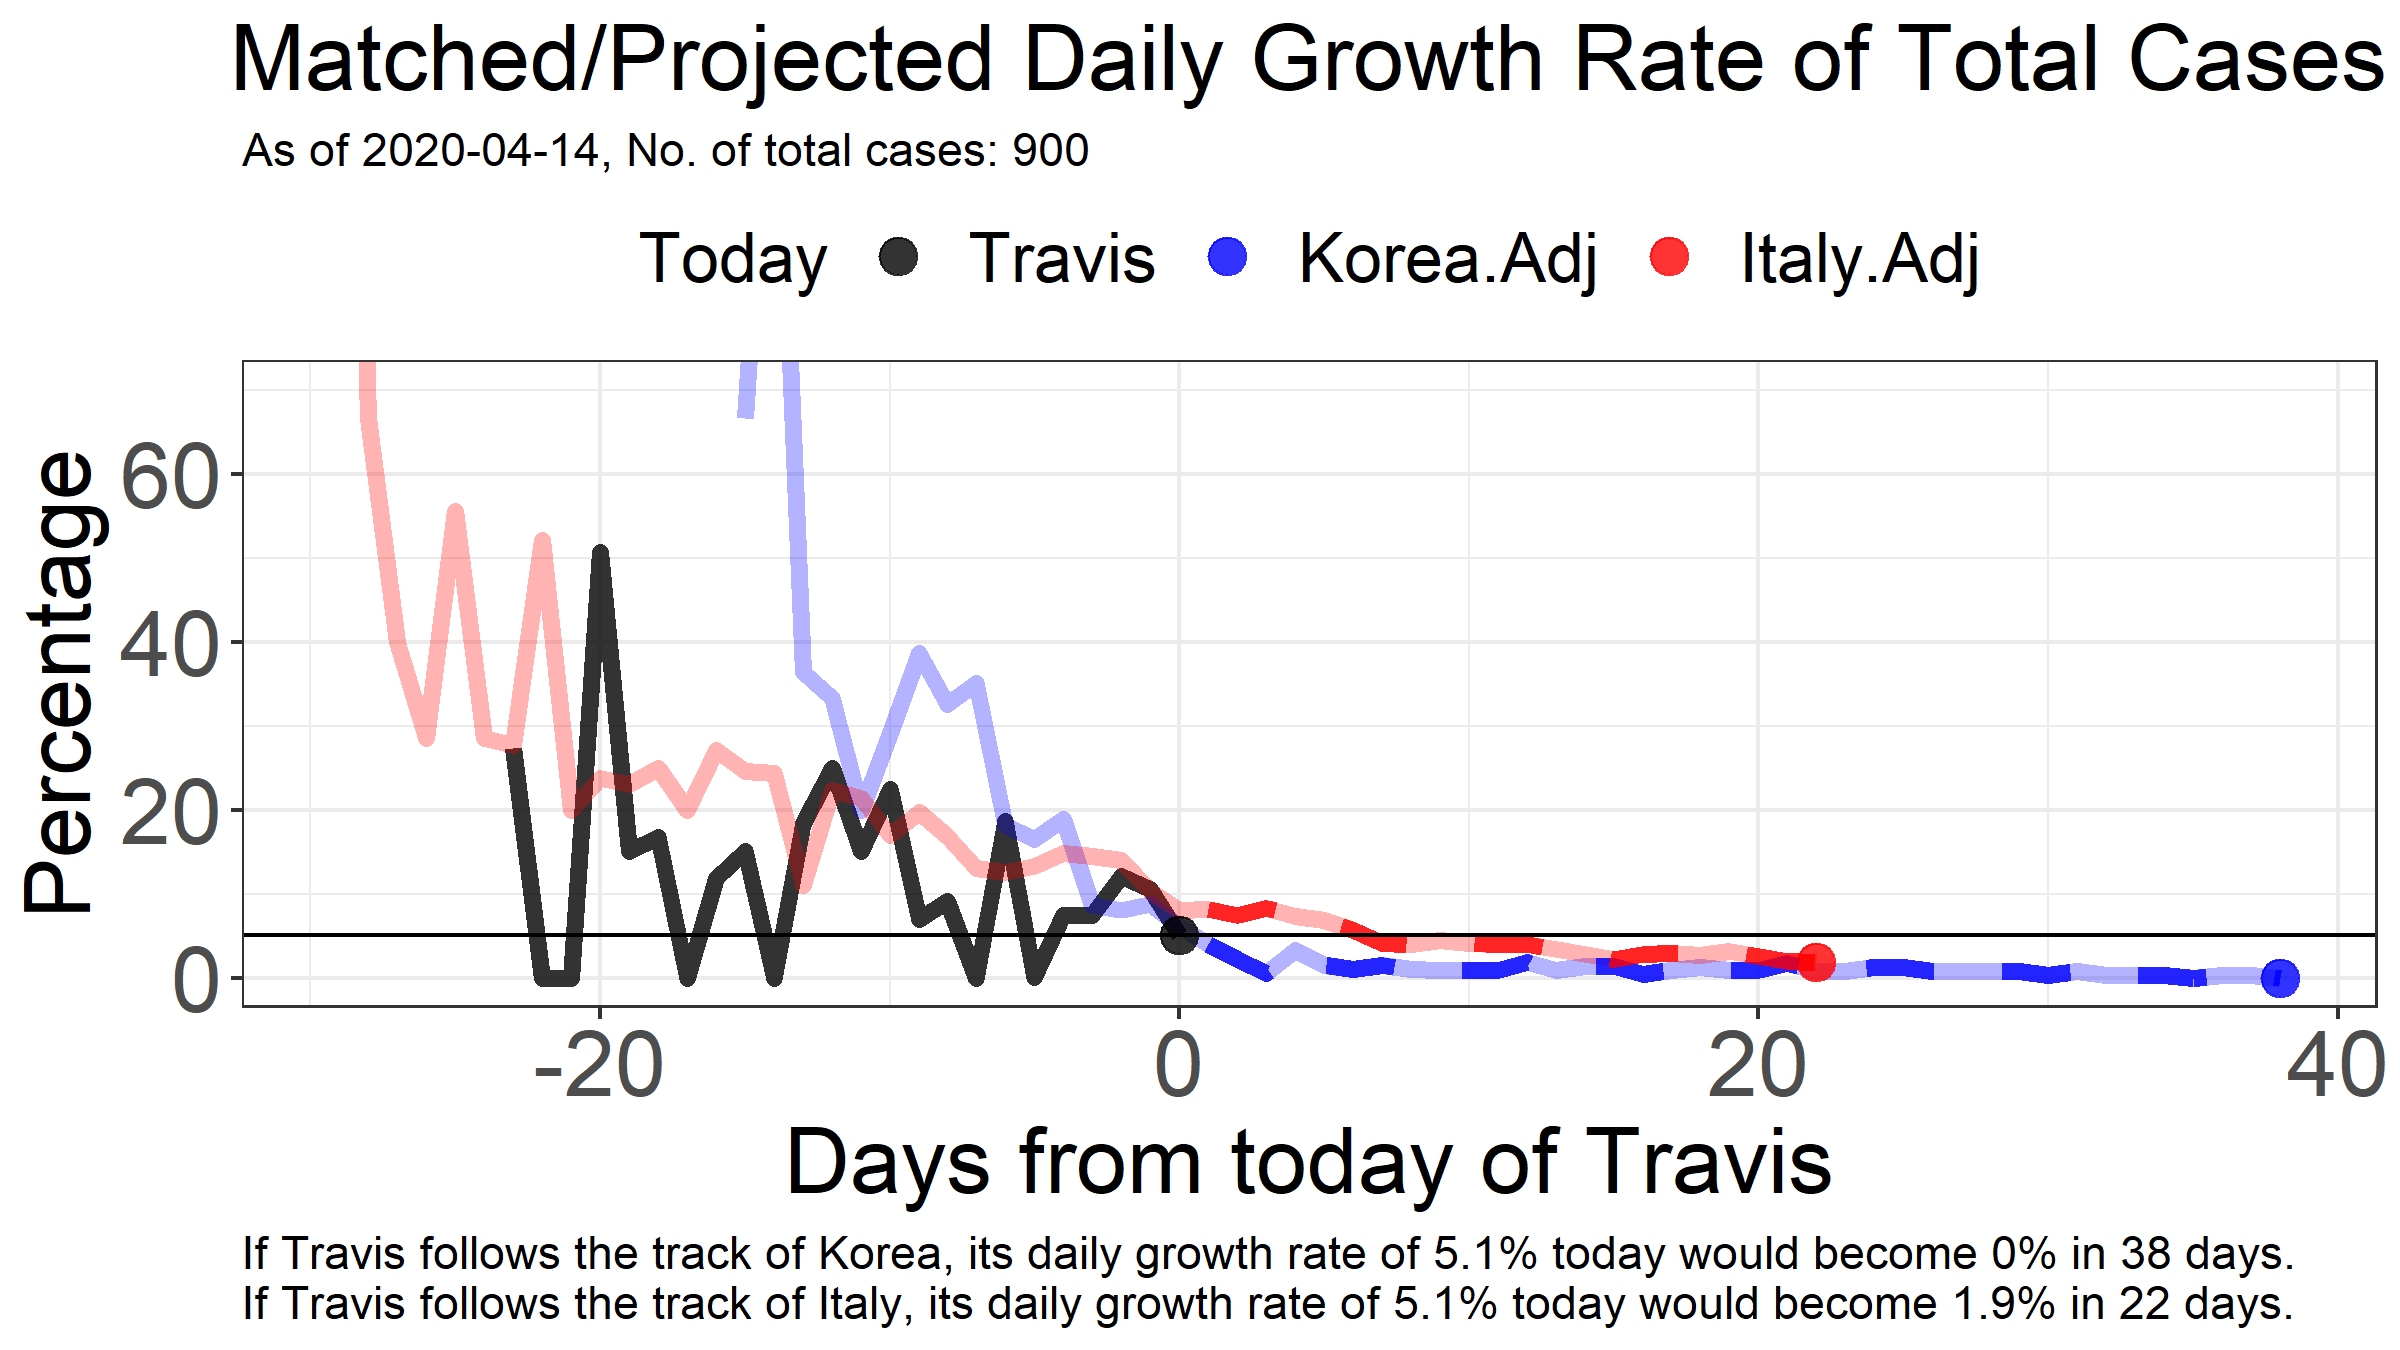 Matched/Projected Daily Growth Rate of Total Cases
As of 2020-04-14, No. of total cases: 900
Today Travis Korea.Adj Italy.Adj
Percentage
60
40
20
0
-20 0 20 40
Days from today of Travis
If Travis follows the track of Korea, its daily growth rate of 5.1% today would become 0% in 38 days.
If Travis follows the track of Italy, its daily growth rate of 5.1% today would become 1.9% in 22 days.